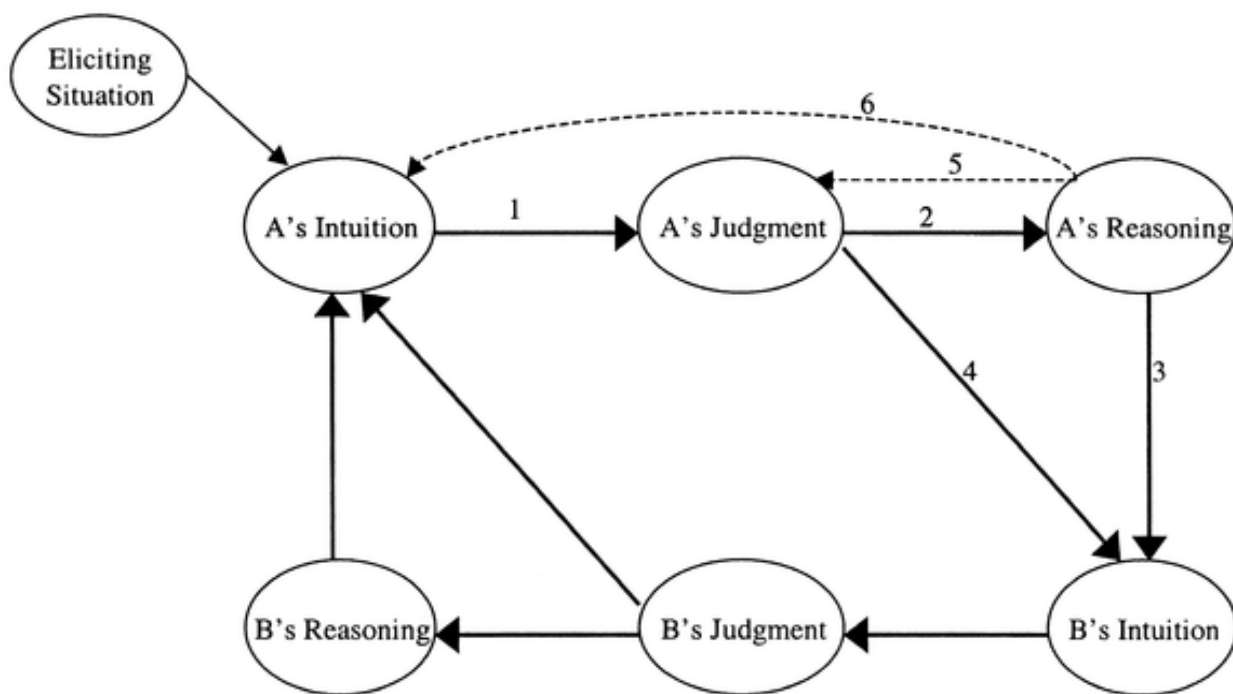 Eliciting
Situation
6
5
A's Intuition
1
A's Judgment
2
A's Reasoning
4
3
B's Reasoning
B's Judgment
B's Intuition